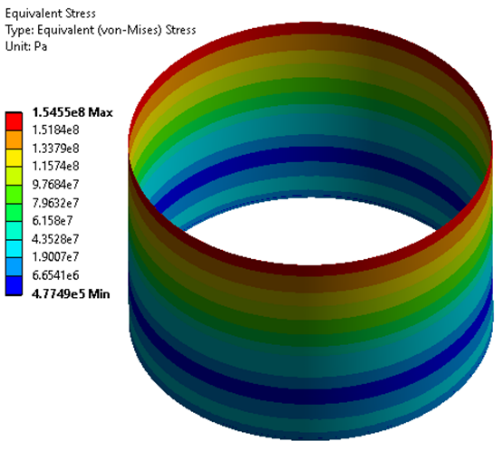 Equivalent Stress
Type: Equivalent (von-Mises) Stress
Unit: Pa
1.5455e8 Max
1.5184e8
1.3379e8
1.1574e8
9.7684e7
7.9632e7
6.158e7
4.3528e7
1.9007e7
6.6541e6
4.7749e5 Min